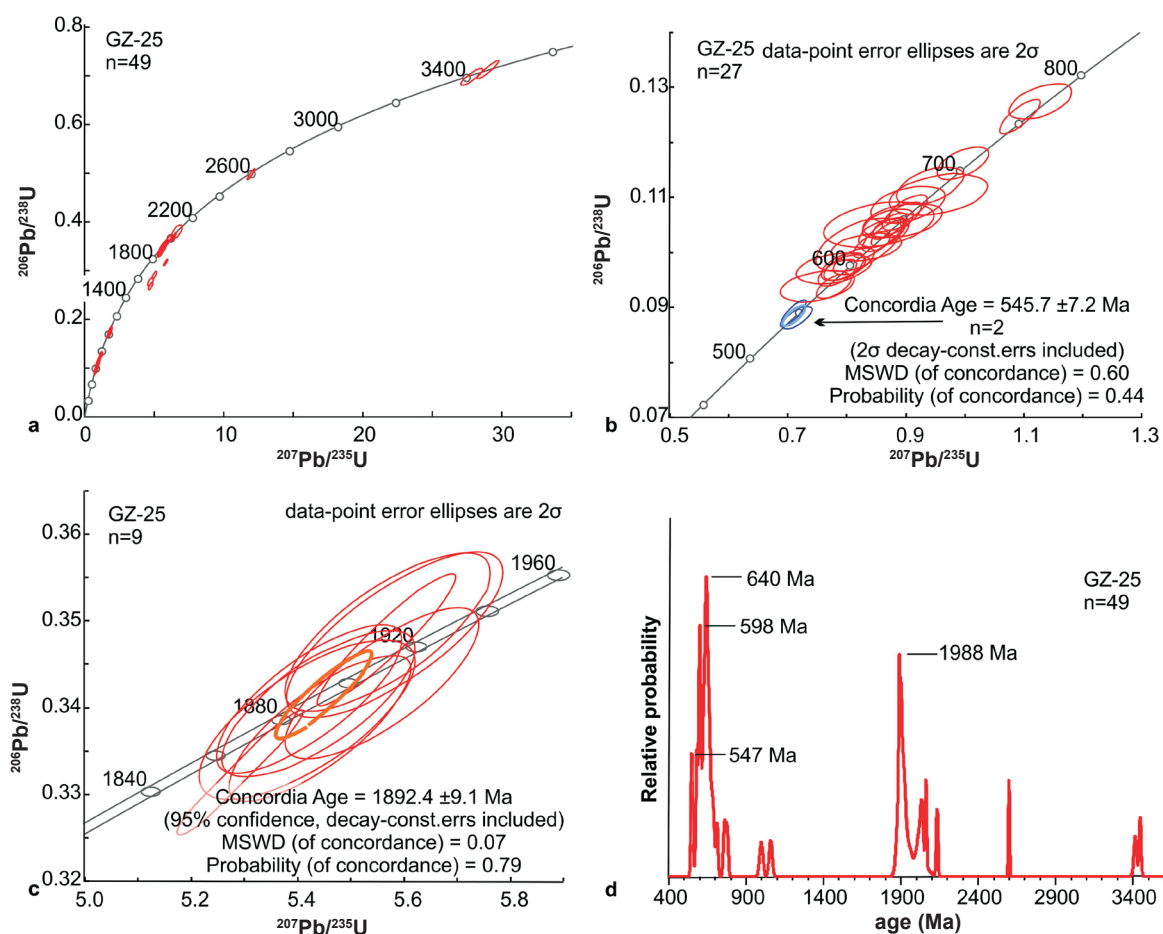 a
GZ-25
n=49
0.8
0.6
0.4
0.2
0.0
3400
3000
2600
2200
1800
1400
0
10
20
30
²⁰⁶Pb/²³⁸U
²⁰⁷Pb/²³⁵U
b
GZ-25
n=27
data-point error ellipses are 2σ
0.13
0.11
0.09
0.07
800
700
600
500
Concordia Age = 545.7 ±7.2 Ma
n=2
(2σ decay-const.errs included)
MSWD (of concordance) = 0.60
Probability (of concordance) = 0.44
0.5
0.7
0.9
1.1
1.3
²⁰⁶Pb/²³⁸U
²⁰⁷Pb/²³⁵U
c
GZ-25
n=9
data-point error ellipses are 2σ
0.36
0.35
0.34
0.33
0.32
1960
1920
1880
1840
Concordia Age = 1892.4 ±9.1 Ma
(95% confidence, decay-const.errs included)
MSWD (of concordance) = 0.07
Probability (of concordance) = 0.79
5.0
5.2
5.4
5.6
5.8
²⁰⁶Pb/²³⁸U
²⁰⁷Pb/²³⁵U
d
GZ-25
n=49
640 Ma
598 Ma
547 Ma
1988 Ma
Relative probability
400
900
1400
1900
2400
2900
3400
age (Ma)